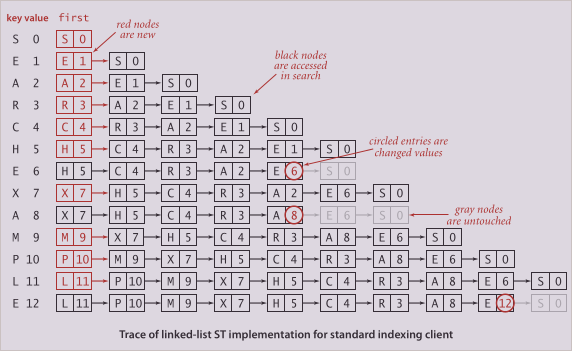 key value first
red nodes
are new
S 0 S 0
E 1 E 1 S 0
black nodes
are accessed
in search
A 2 A 2 E 1 S 0
R 3 R 3 A 2 E 1 S 0
C 4 C 4 R 3 A 2 E 1 S 0
circled entries are
changed values
H 5 H 5 C 4 R 3 A 2 E 1 S 0
E 6 H 5 C 4 R 3 A 2 E 6 S 0
X 7 X 7 H 5 C 4 R 3 A 2 E 6 S 0
A 8 X 7 H 5 C 4 R 3 A 8 E 6 S 0
gray nodes
are untouched
M 9 M 9 X 7 H 5 C 4 R 3 A 8 E 6 S 0
P 10 P 10 M 9 X 7 H 5 C 4 R 3 A 8 E 6 S 0
L 11 L 11 P 10 M 9 X 7 H 5 C 4 R 3 A 8 E 6 S 0
E 12 L 11 P 10 M 9 X 7 H 5 C 4 R 3 A 8 E 12 S 0
Trace of linked-list ST implementation for standard indexing client